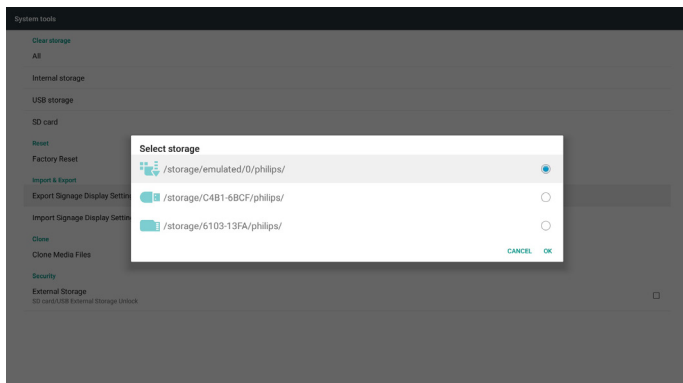 System tools
Clear storage
All
Internal storage
USB storage
SD card
Reset
Factory Reset
Import & Export
Export Signage Display Settin
Import Signage Display Settin
Clone
Clone Media Files
Security
External Storage
SD card/USB External Storage Unlock
Select storage
/storage/emulated/0/philips/
/storage/C4B1-6BCF/philips/
/storage/6103-13FA/philips/
CANCEL OK